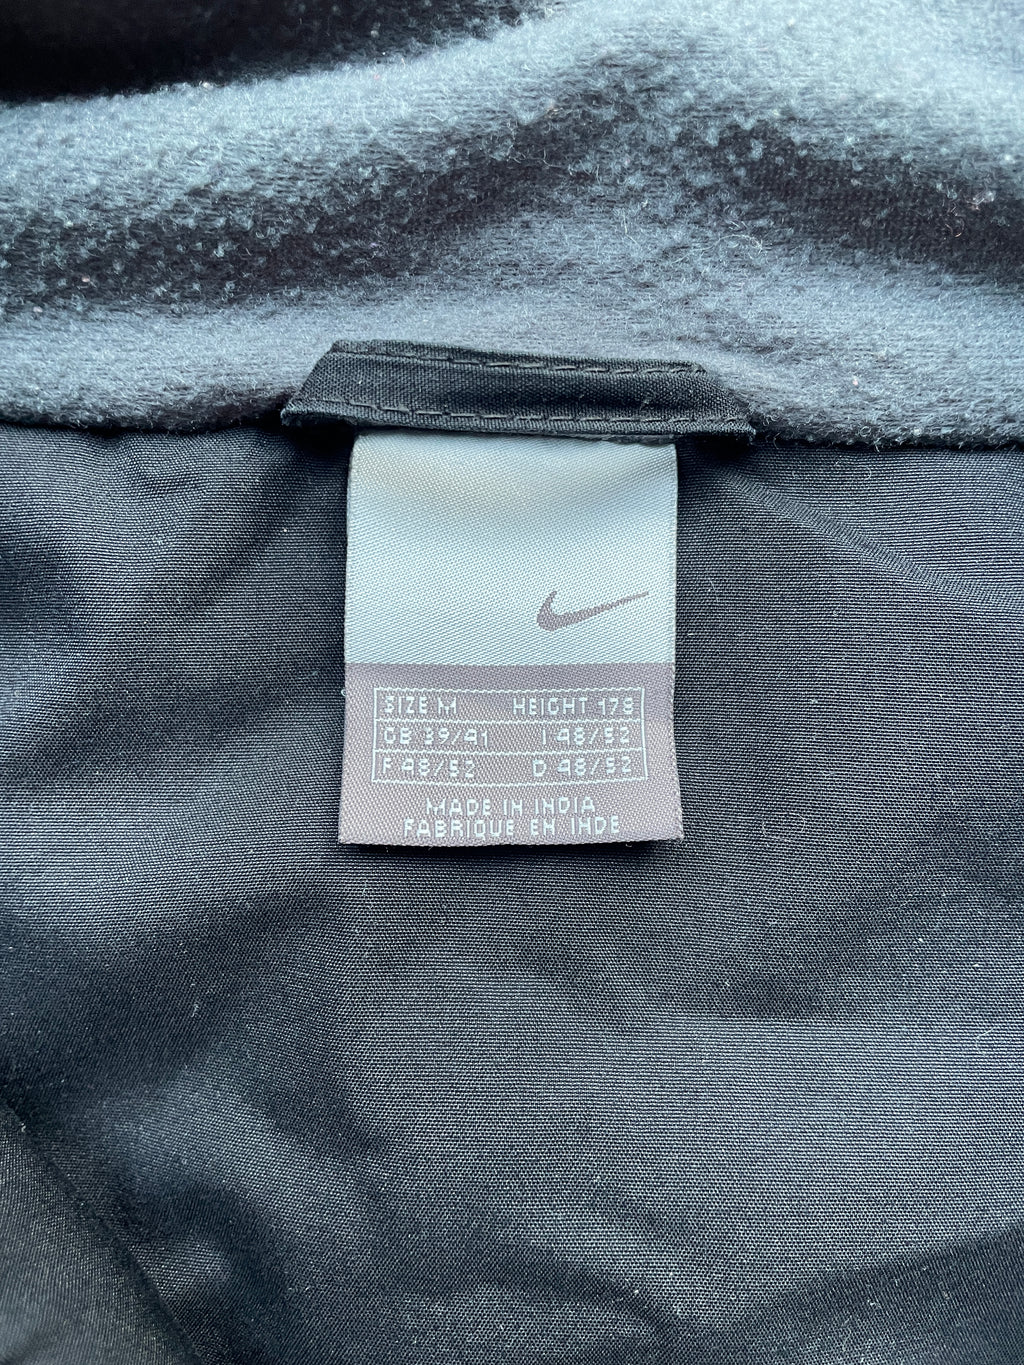 SIZE M HEIGHT 178
GB 39/41 I 48/52
F 48/52 D 48/52
MADE IN INDIA
FABRIQUE EN INDE